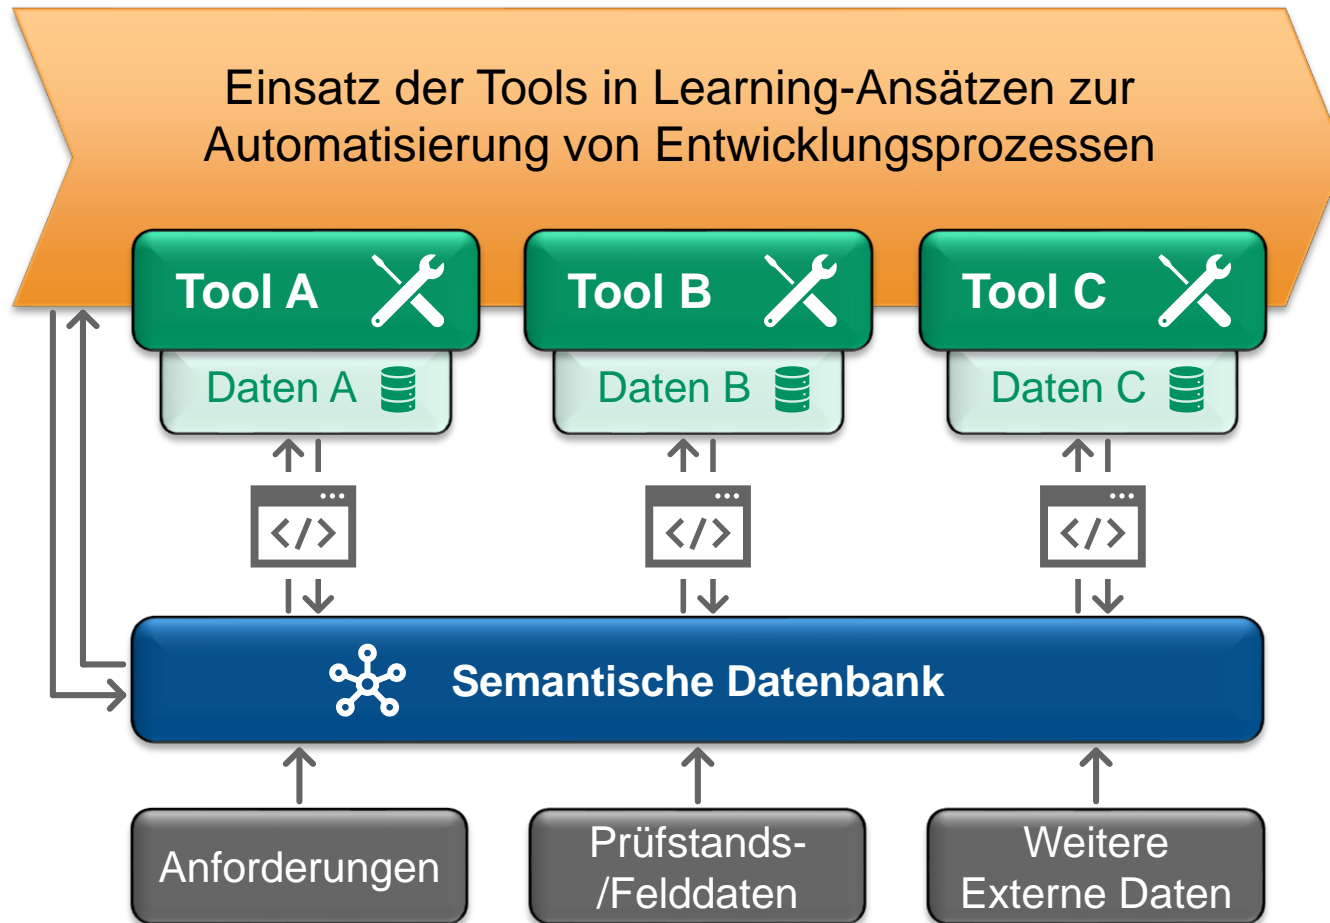 Einsatz der Tools in Learning-Ansätzen zur
Automatisierung von Entwicklungsprozessen
Tool A
Tool B
Tool C
Daten A
Daten B
Daten C
</>
</>
</>
Semantische Datenbank
Anforderungen
Prüfstands-
/Felddaten
Weitere
Externe Daten